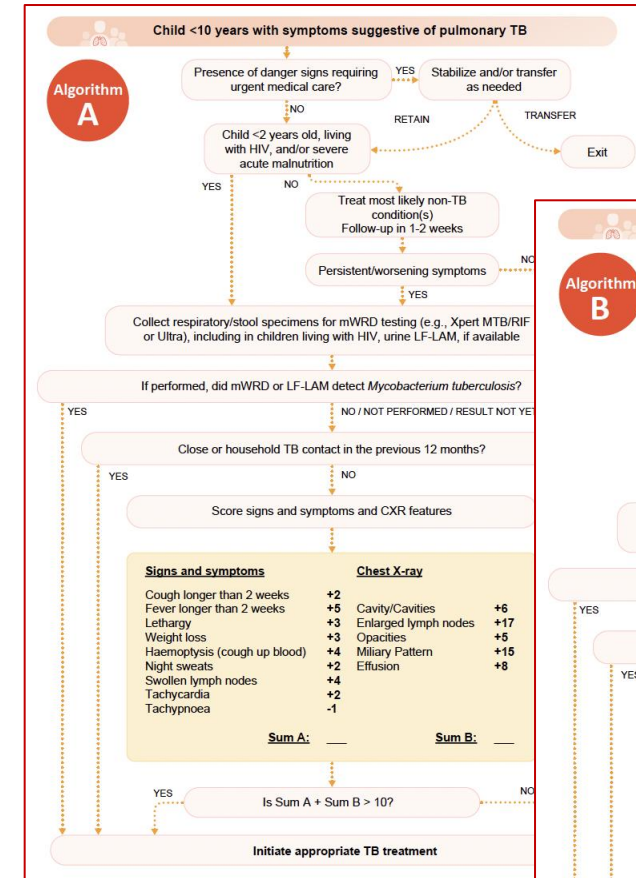 Child <10 years with symptoms suggestive of pulmonary TB
Algorithm
A
Presence of danger signs requiring
urgent medical care?
YES
Stabilize and/or transfer
as needed
NO
RETAIN
TRANSFER
Child <2 years old, living
with HIV, and/or severe
acute malnutrition
Exit
YES
NO
Treat most likely non-TB
condition(s)
Follow-up in 1-2 weeks
Persistent/worsening symptoms
NO
YES
Algorithm
B
Collect respiratory/stool specimens for mWRD testing (e.g., Xpert MTB/RIF
or Ultra), including in children living with HIV, urine LF-LAM, if available
If performed, did mWRD or LF-LAM detect Mycobacterium tuberculosis?
YES
NO / NOT PERFORMED / RESULT NOT YET
Close or household TB contact in the previous 12 months?
YES
NO
Score signs and symptoms and CXR features
Signs and symptoms
Cough longer than 2 weeks +2
Fever longer than 2 weeks +5
Lethargy +3
Weight loss +3
Haemoptysis (cough up blood) +4
Night sweats +2
Swollen lymph nodes +4
Tachycardia +2
Tachypnoea -1
Sum A: ___
Chest X-ray
Cavity/Cavities +6
Enlarged lymph nodes +17
Opacities +5
Miliary Pattern +15
Effusion +8
Sum B: ___
YES
Is Sum A + Sum B > 10?
NO
Initiate appropriate TB treatment
YES
YES